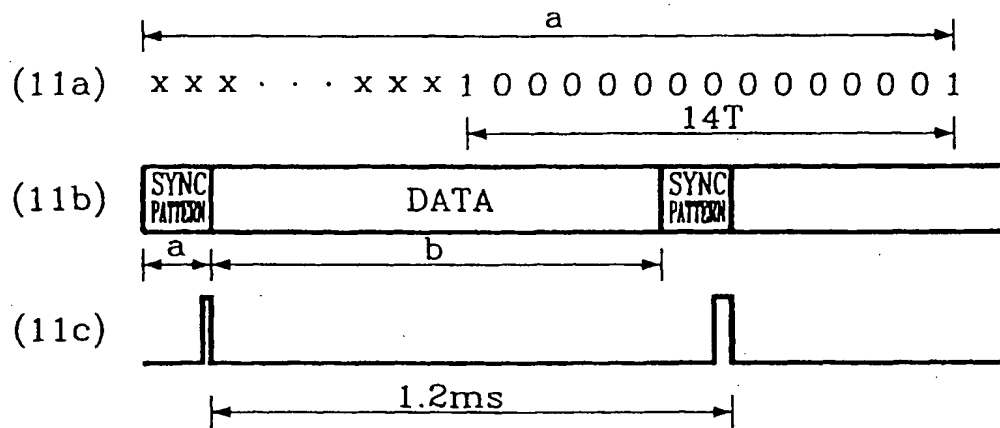 a
(11a) x x x · · · x x x 1 0 0 0 0 0 0 0 0 0 0 0 0 0 1
14T
(11b) SYNC PATTERN DATA SYNC PATTERN
a b
(11c)
1.2ms